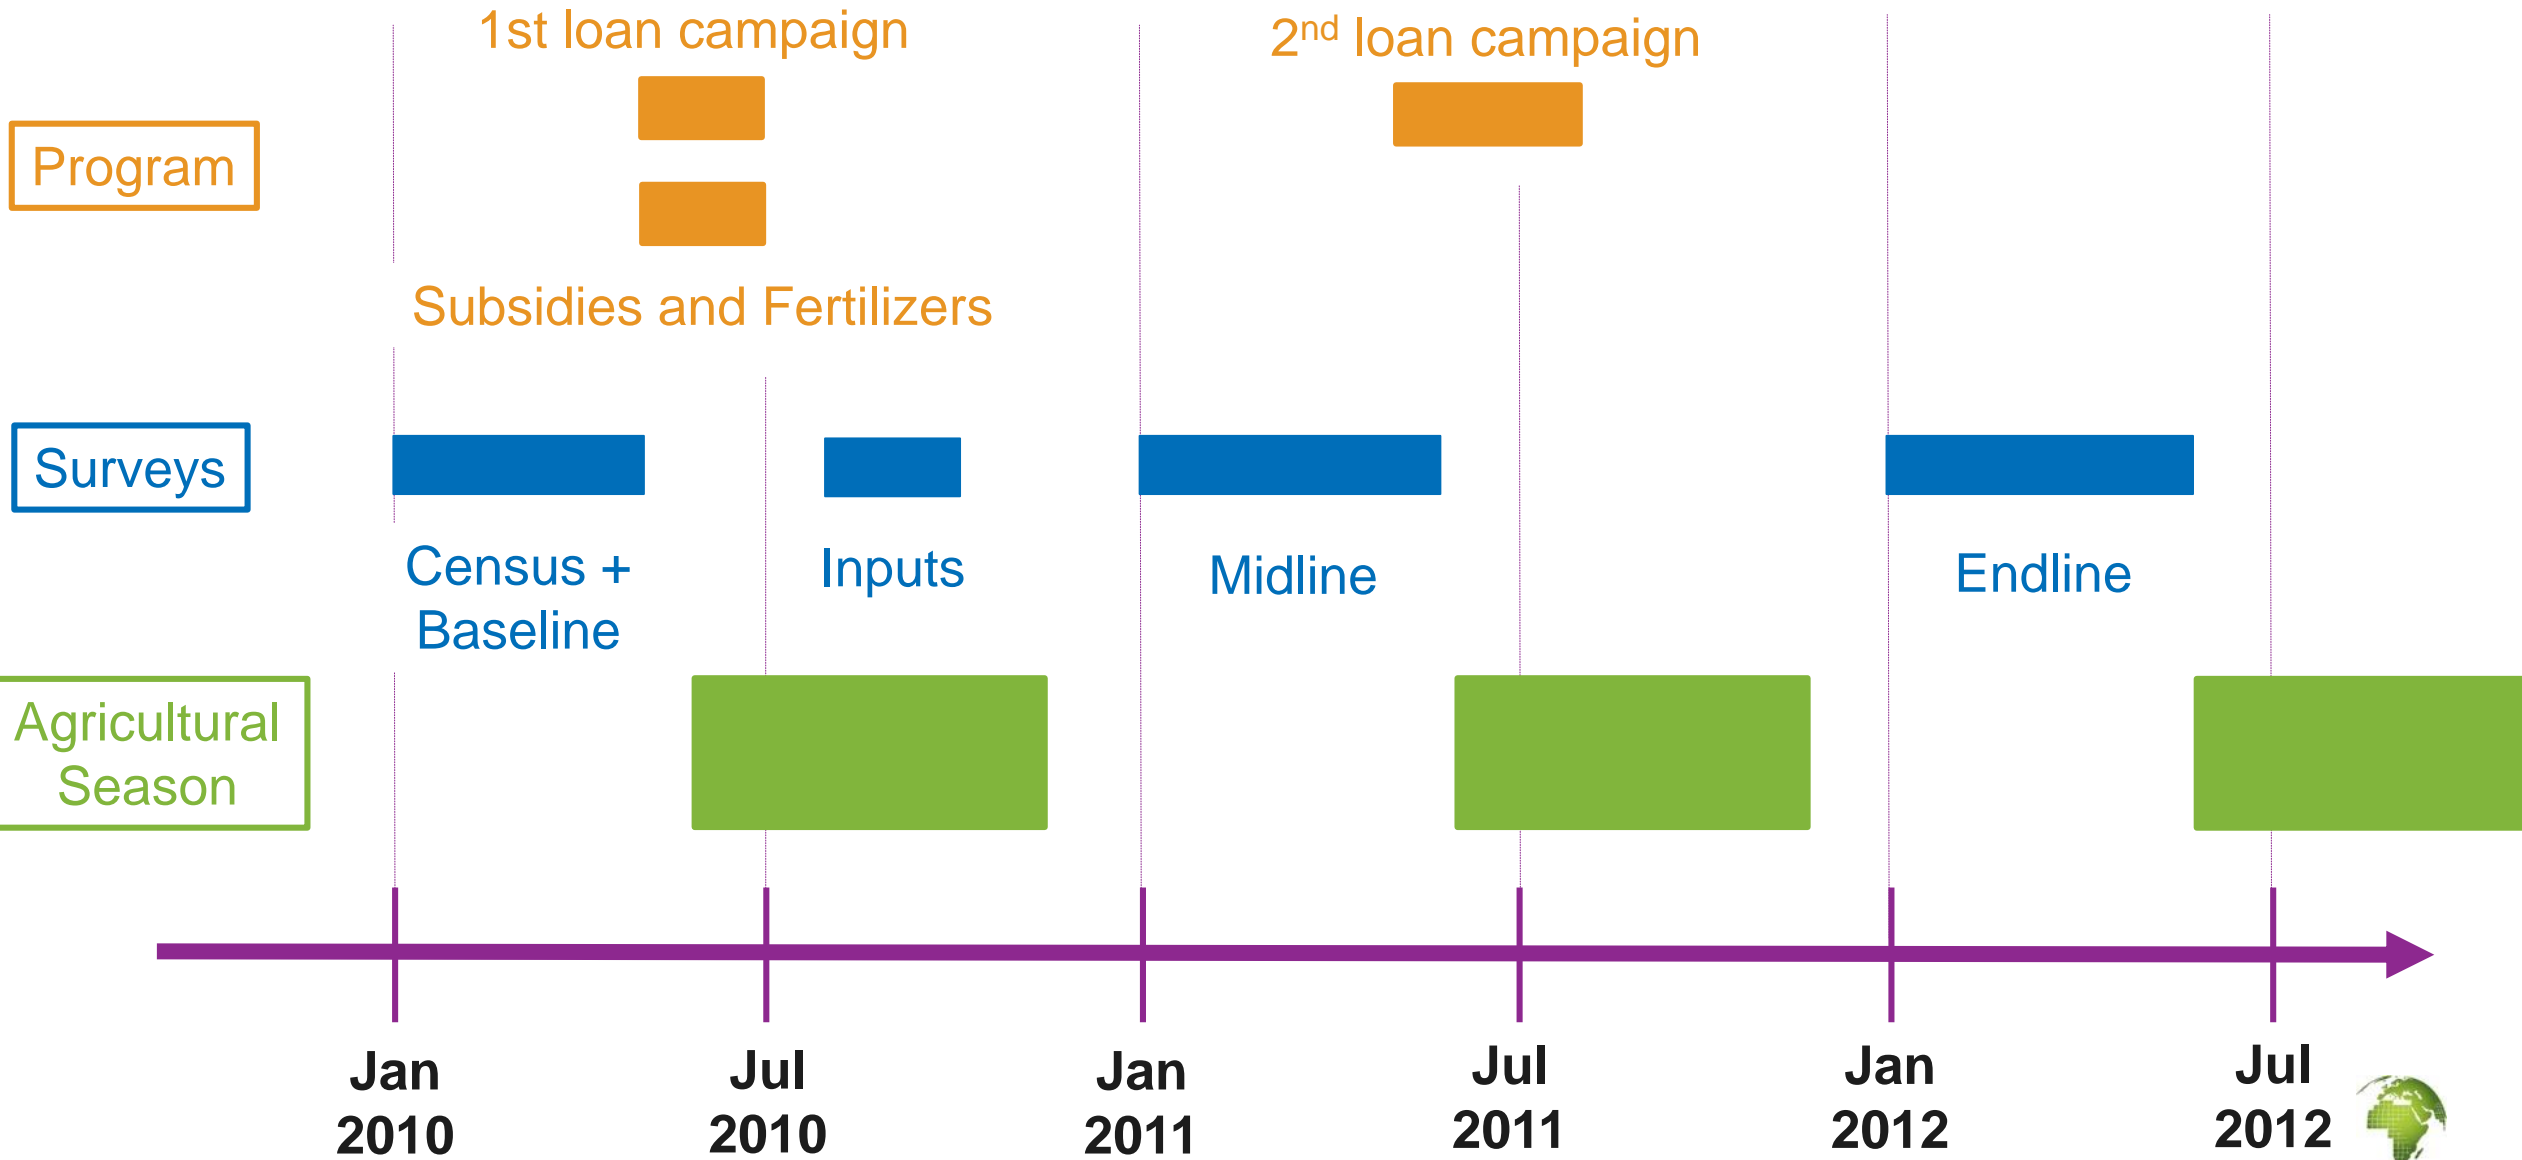 1st loan campaign
2nd loan campaign
Program
Subsidies and Fertilizers
Surveys
Census +
Baseline
Inputs
Midline
Endline
Agricultural
Season
Jan
2010
Jul
2010
Jan
2011
Jul
2011
Jan
2012
Jul
2012